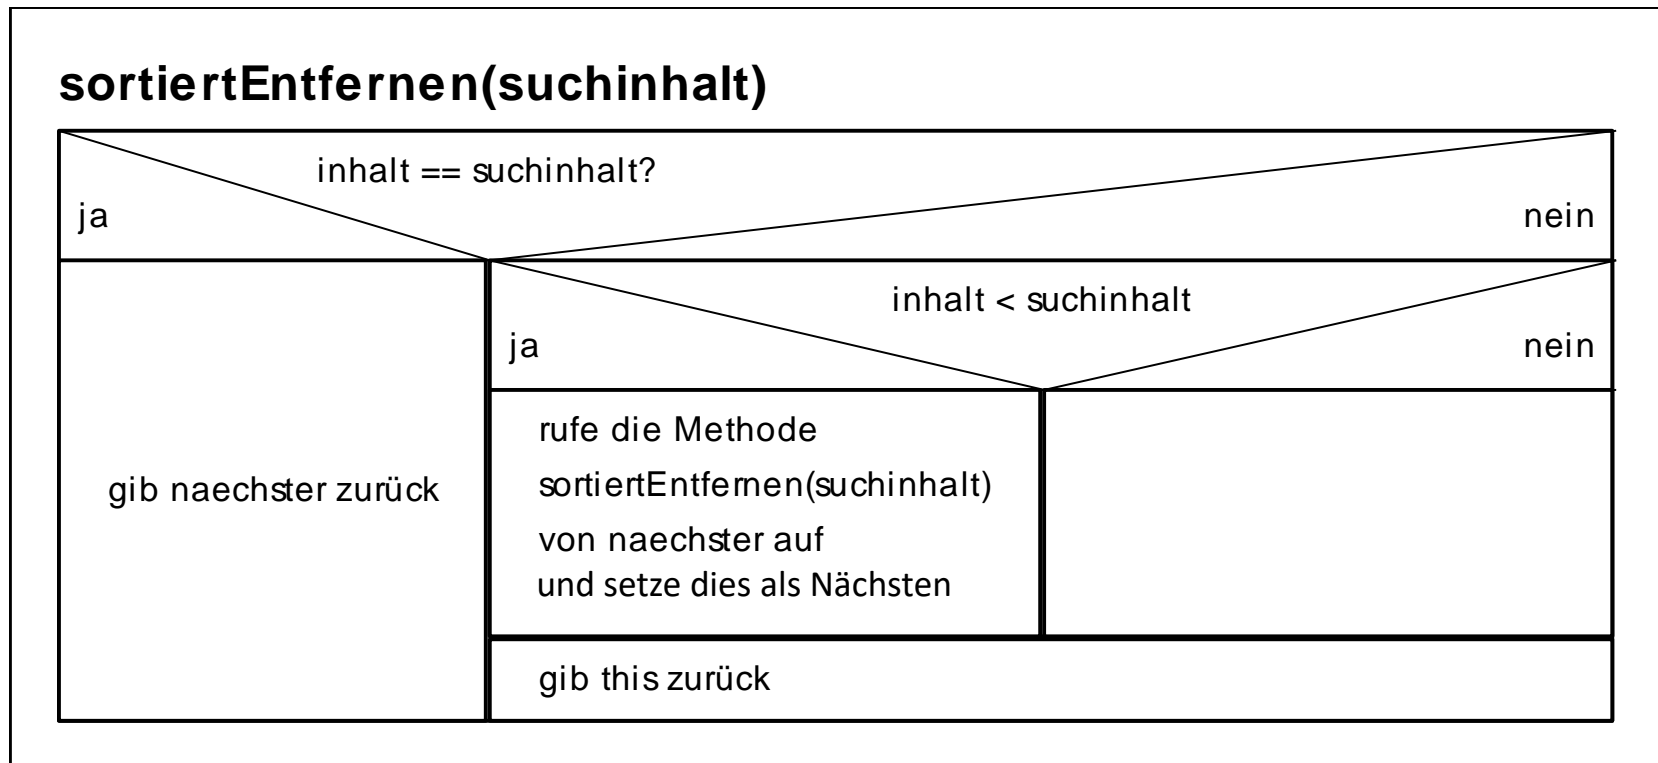 sortiertEntfernen(suchinhalt)
inhalt == suchinhalt?
ja
nein
inhalt < suchinhalt
ja
nein
gib naechster zurück
rufe die Methode
sortiertEntfernen(suchinhalt)
von naechster auf
und setze dies als Nächsten
gib this zurück